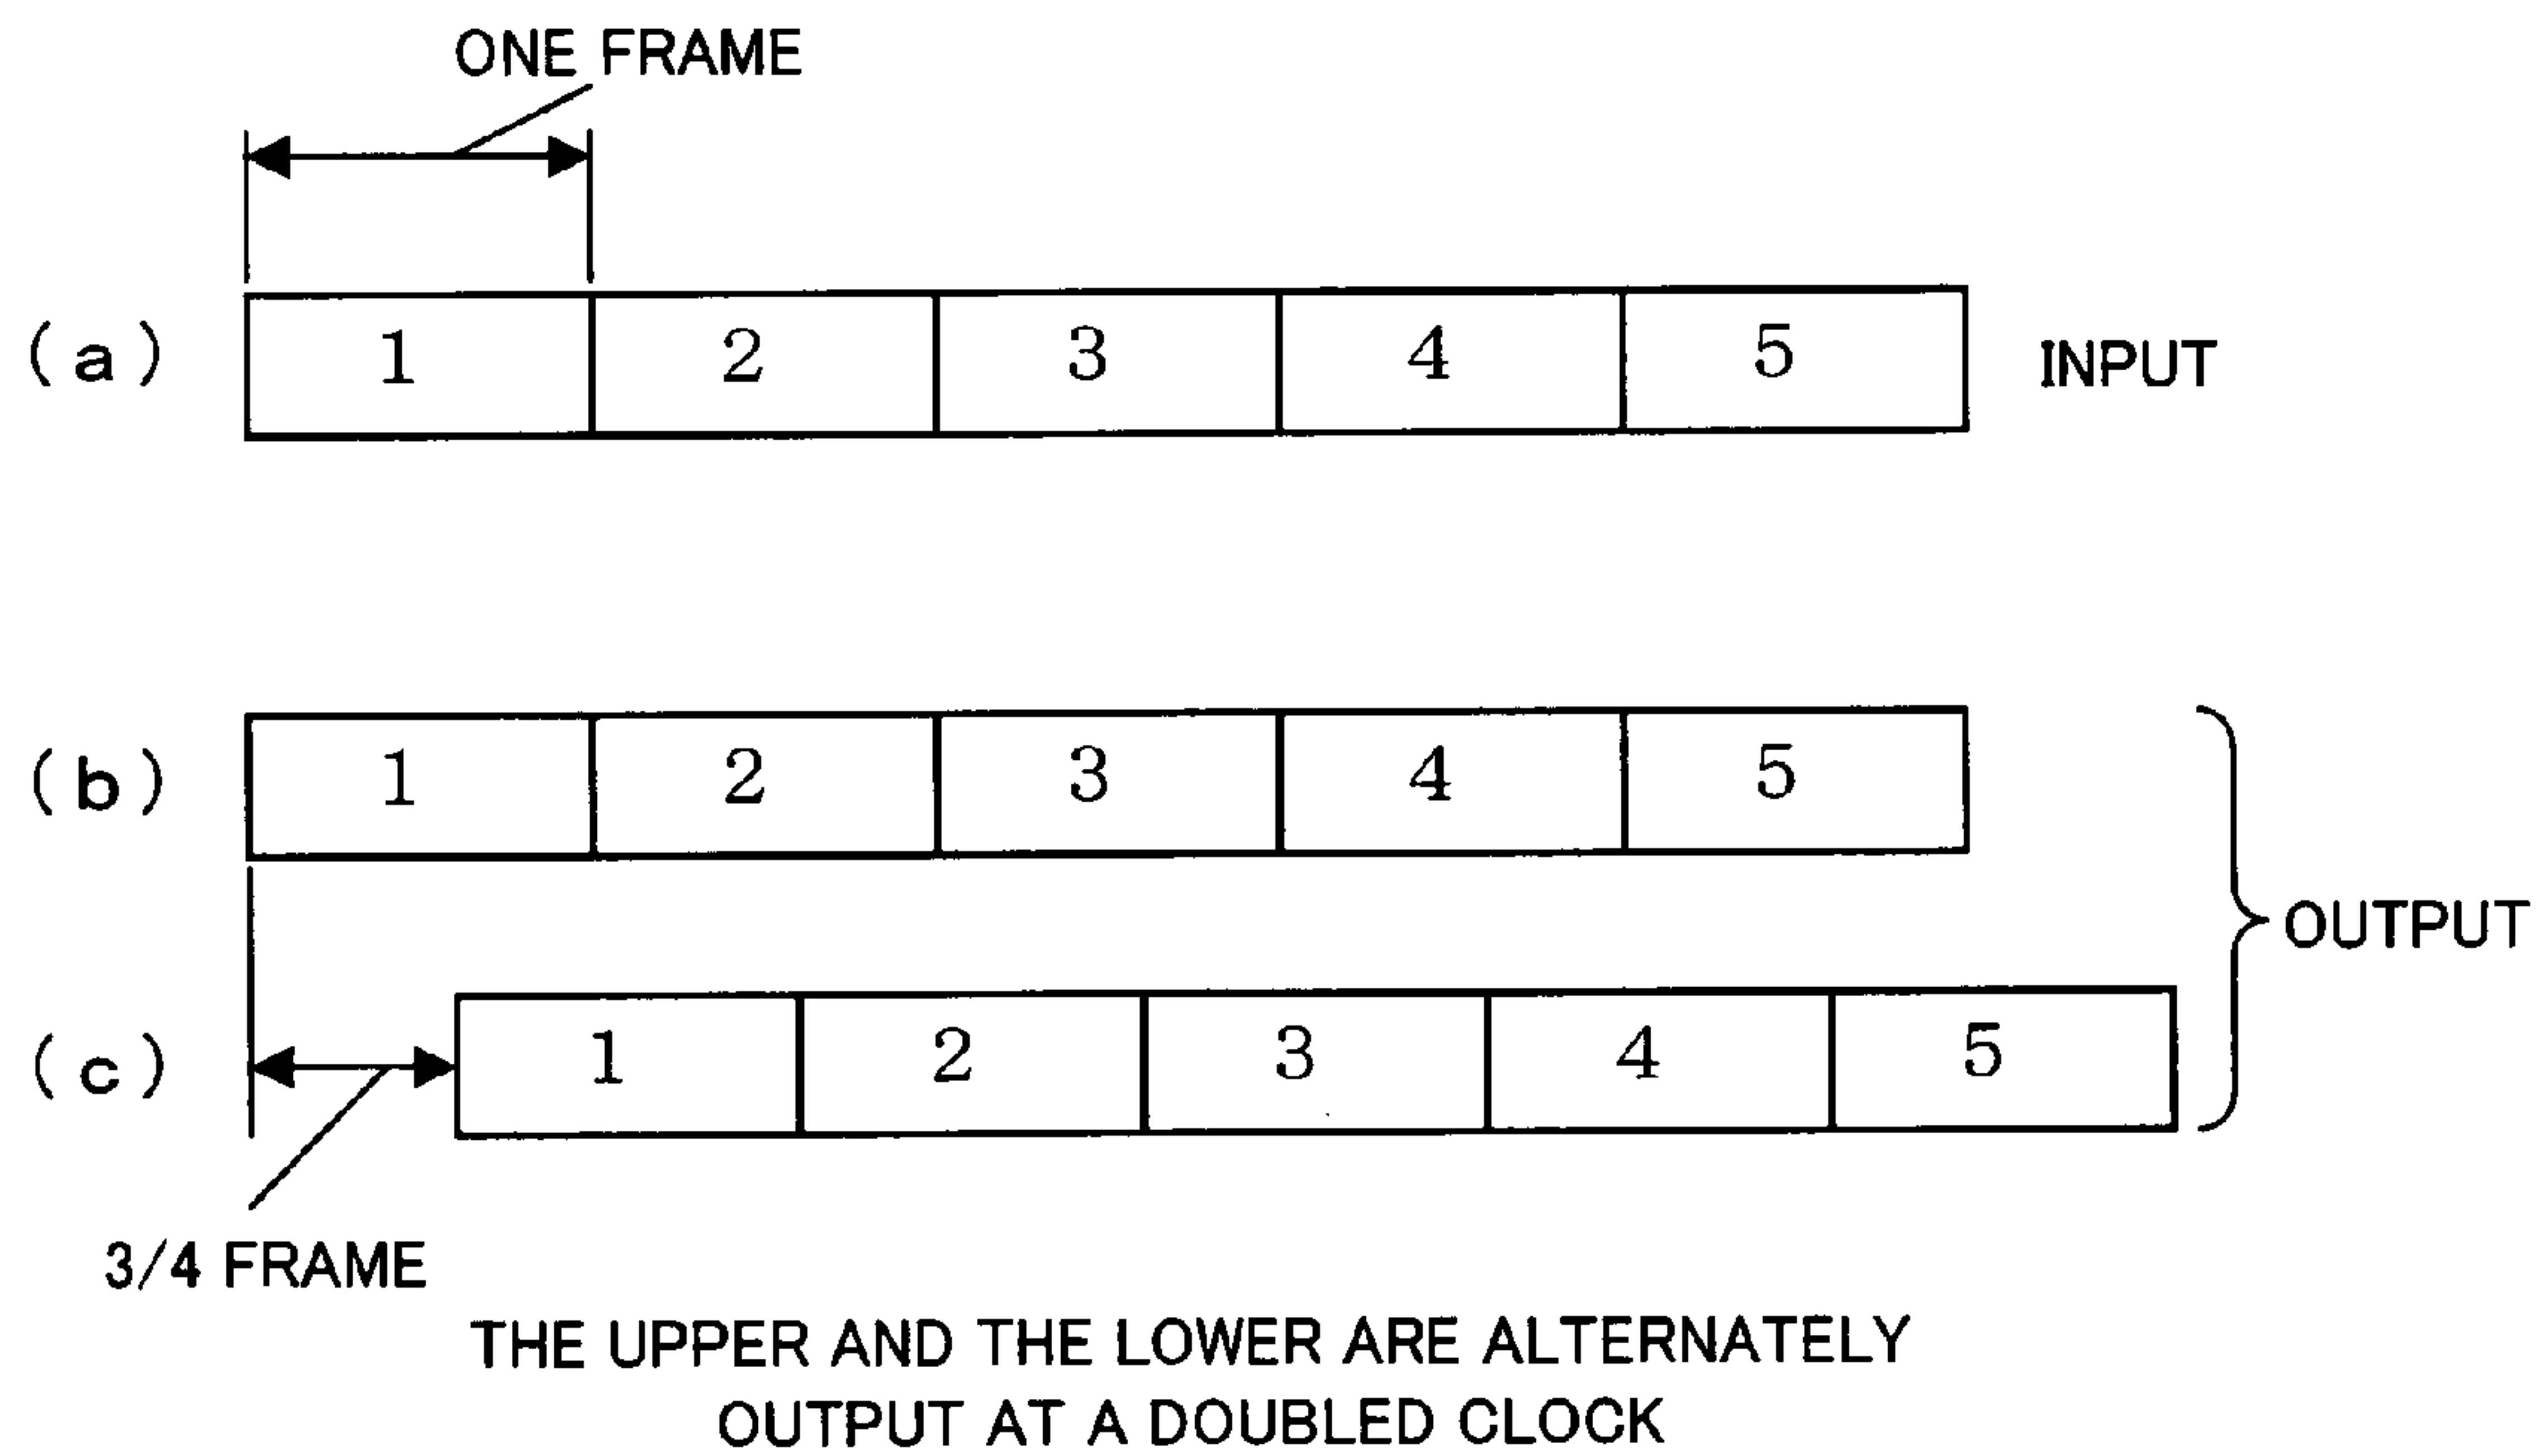 ONE FRAME
(a) 1 2 3 4 5 INPUT
(b) 1 2 3 4 5
OUTPUT
(c) 1 2 3 4 5
3/4 FRAME
THE UPPER AND THE LOWER ARE ALTERNATELY
OUTPUT AT A DOUBLED CLOCK